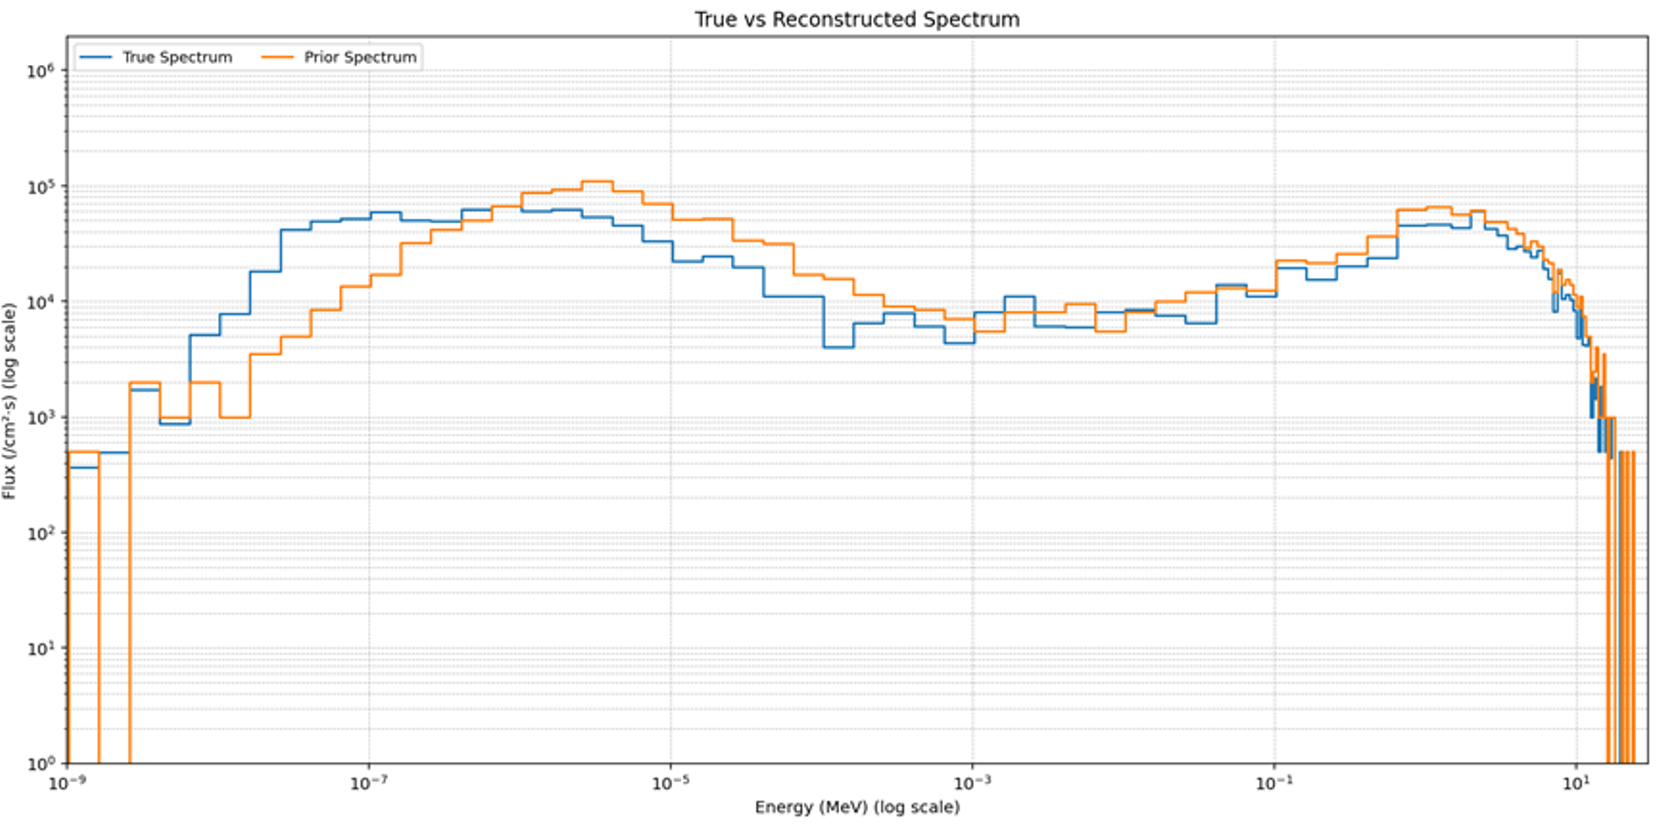 True vs Reconstructed Spectrum
True Spectrum
Prior Spectrum
10⁶
10⁵
10⁴
10³
10²
10¹
10⁰
Flux (/cm²·s) (log scale)
10⁻⁹
10⁻⁷
10⁻⁵
10⁻³
10⁻¹
10¹
Energy (MeV) (log scale)